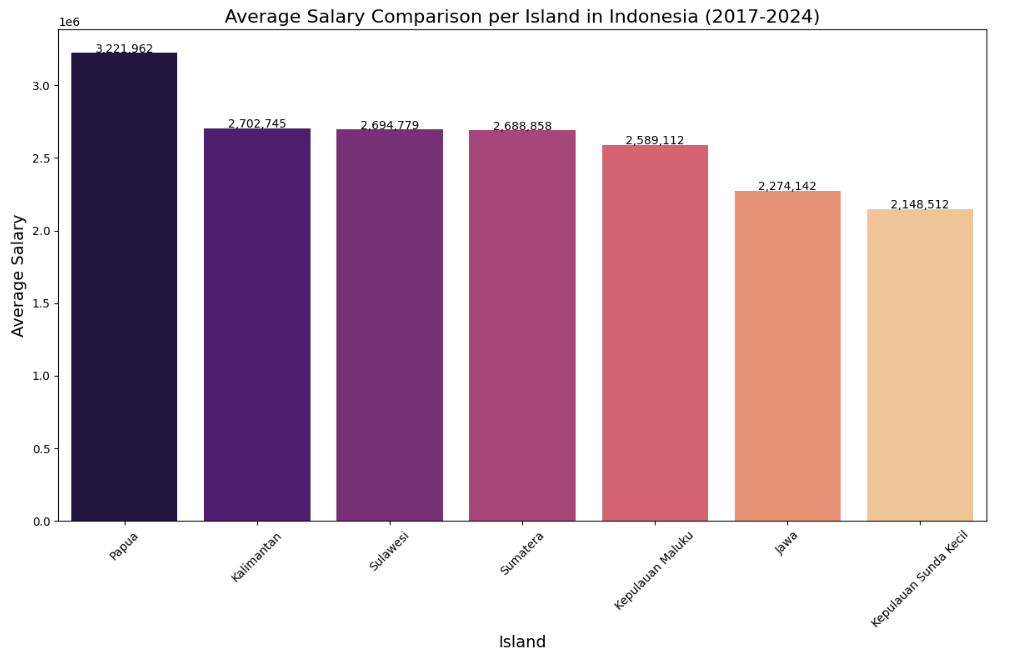 Average Salary Comparison per Island in Indonesia (2017-2024)
1e6
3,221,962
2,702,745
2,694,779
2,688,858
2,589,112
2,274,142
2,148,512
3.0
2.5
2.0
1.5
1.0
0.5
0.0
Average Salary
Papua
Kalimantan
Sulawesi
Sumatera
Kepulauan Maluku
Jawa
Kepulauan Sunda Kecil
Island